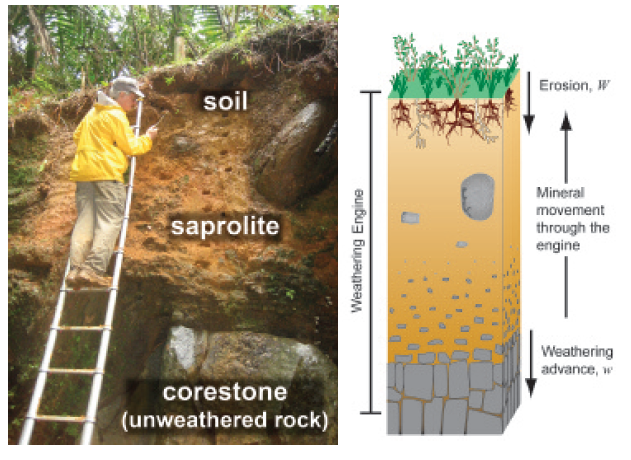 soil
saprolite
corestone
(unweathered rock)
Weathering Engine
Erosion, W
Mineral
movement
through the
engine
Weathering
advance, w